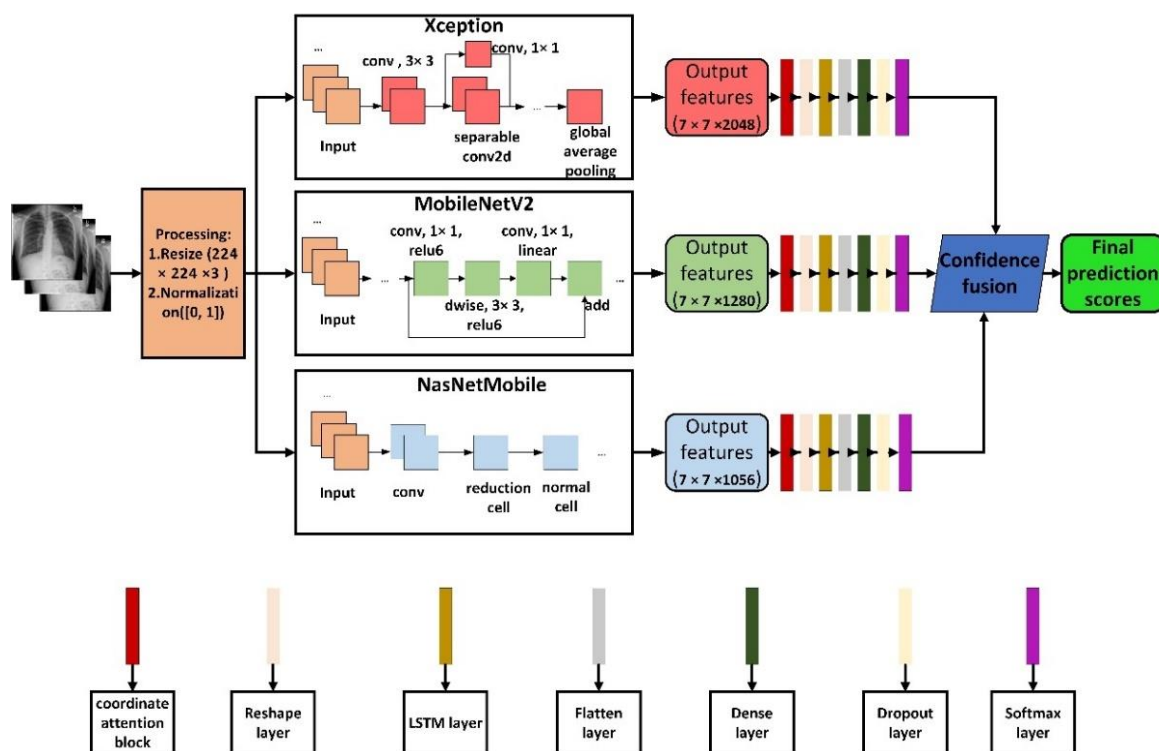 Xception
...
conv , 3× 3
conv, 1× 1
...
Input
separable
conv2d
global
average
pooling
Output
features
(7 × 7 ×2048)
Processing:
1.Resize (224
× 224 ×3 )
2.Normalizati
on([0, 1])
MobileNetV2
...
conv, 1× 1,
relu6
conv, 1× 1,
linear
...
...
Input
dwise, 3× 3,
relu6
add
Output
features
(7 × 7 ×1280)
Confidence
fusion
Final
prediction
scores
NasNetMobile
...
...
Input
conv
reduction
cell
normal
cell
Output
features
(7 × 7 ×1056)
coordinate
attention
block
Reshape
layer
LSTM layer
Flatten
layer
Dense
layer
Dropout
layer
Softmax
layer